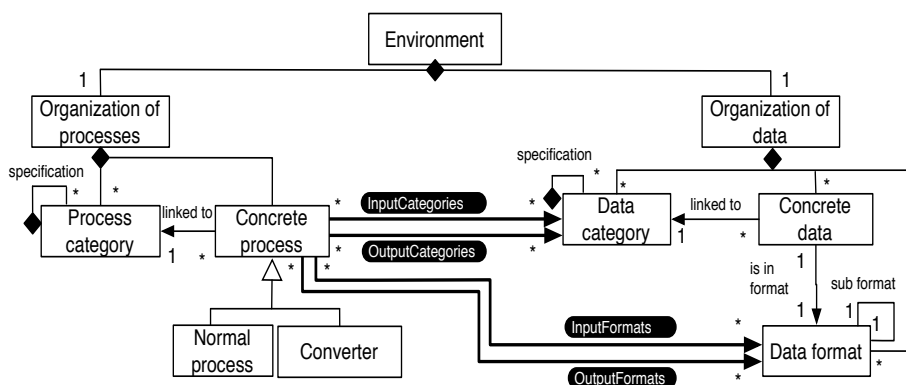 Environment
1
1
Organization of
processes
Organization of
data
specification
*
*
specification
*
*
*
Process
category
linked to
1
*
Concrete
process
*
InputCategories
*
*
OutputCategories
*
Data
category
linked to
1
*
Concrete
data
*
*
1
is in
format
sub format
1
1
1
Normal
process
Converter
InputFormats
*
OutputFormats
*
Data format
*